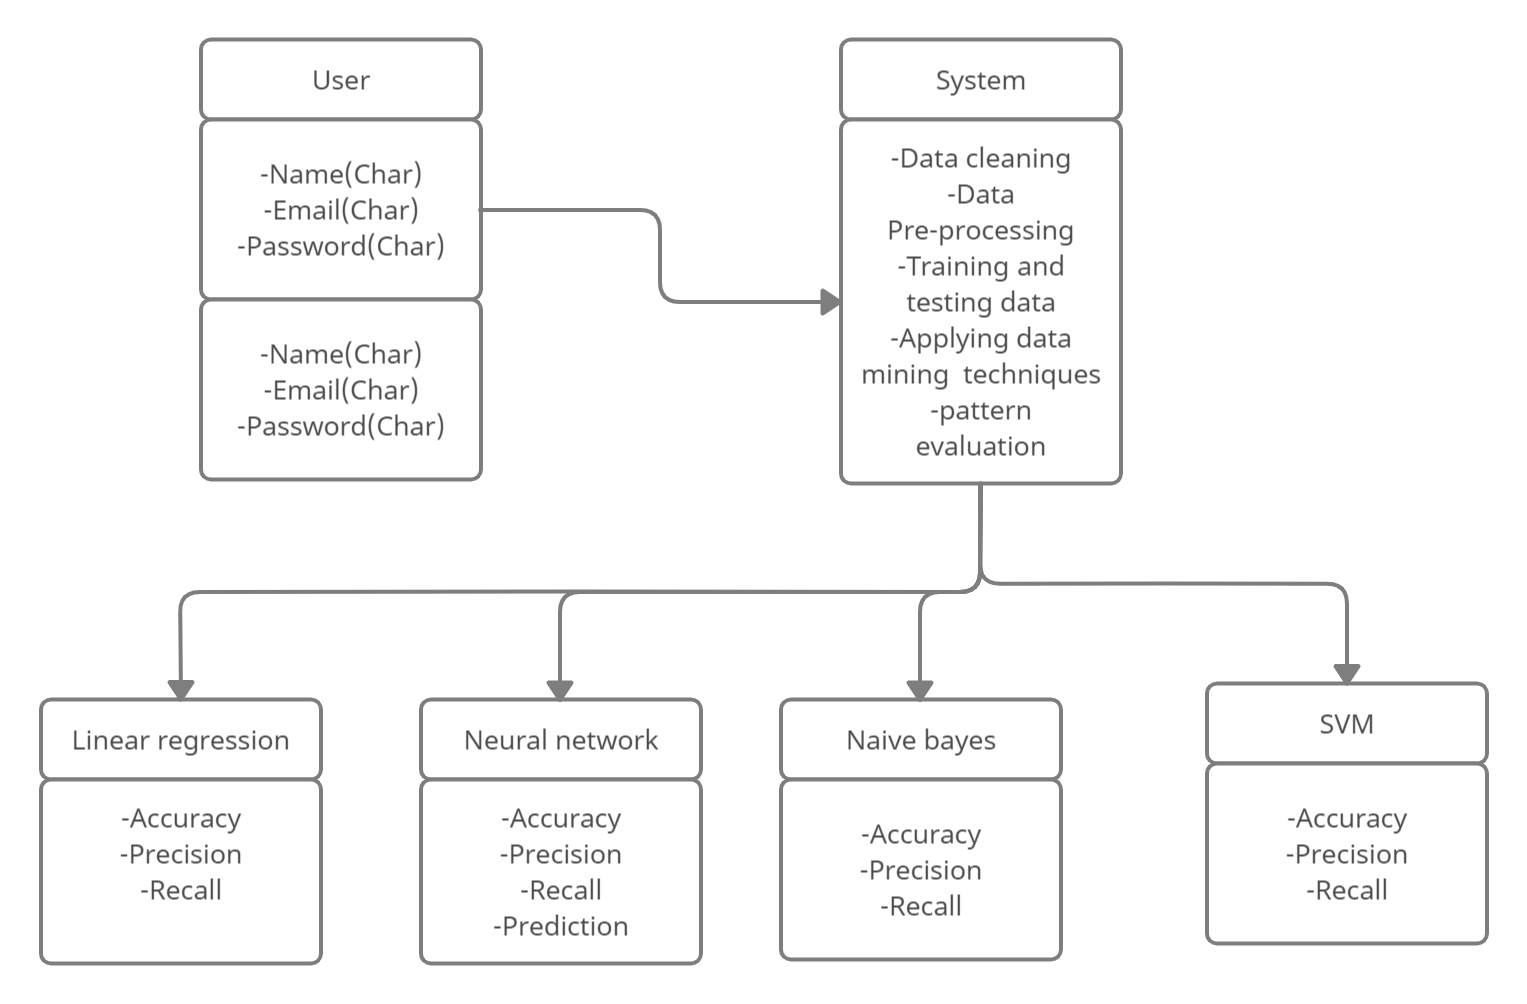 User
-Name(Char)
-Email(Char)
-Password(Char)
-Name(Char)
-Email(Char)
-Password(Char)
System
-Data cleaning
-Data
Pre-processing
-Training and
testing data
-Applying data
mining  techniques
-pattern
evaluation
Linear regression
-Accuracy
-Precision
-Recall
Neural network
-Accuracy
-Precision
-Recall
-Prediction
Naive bayes
-Accuracy
-Precision
-Recall
SVM
-Accuracy
-Precision
-Recall